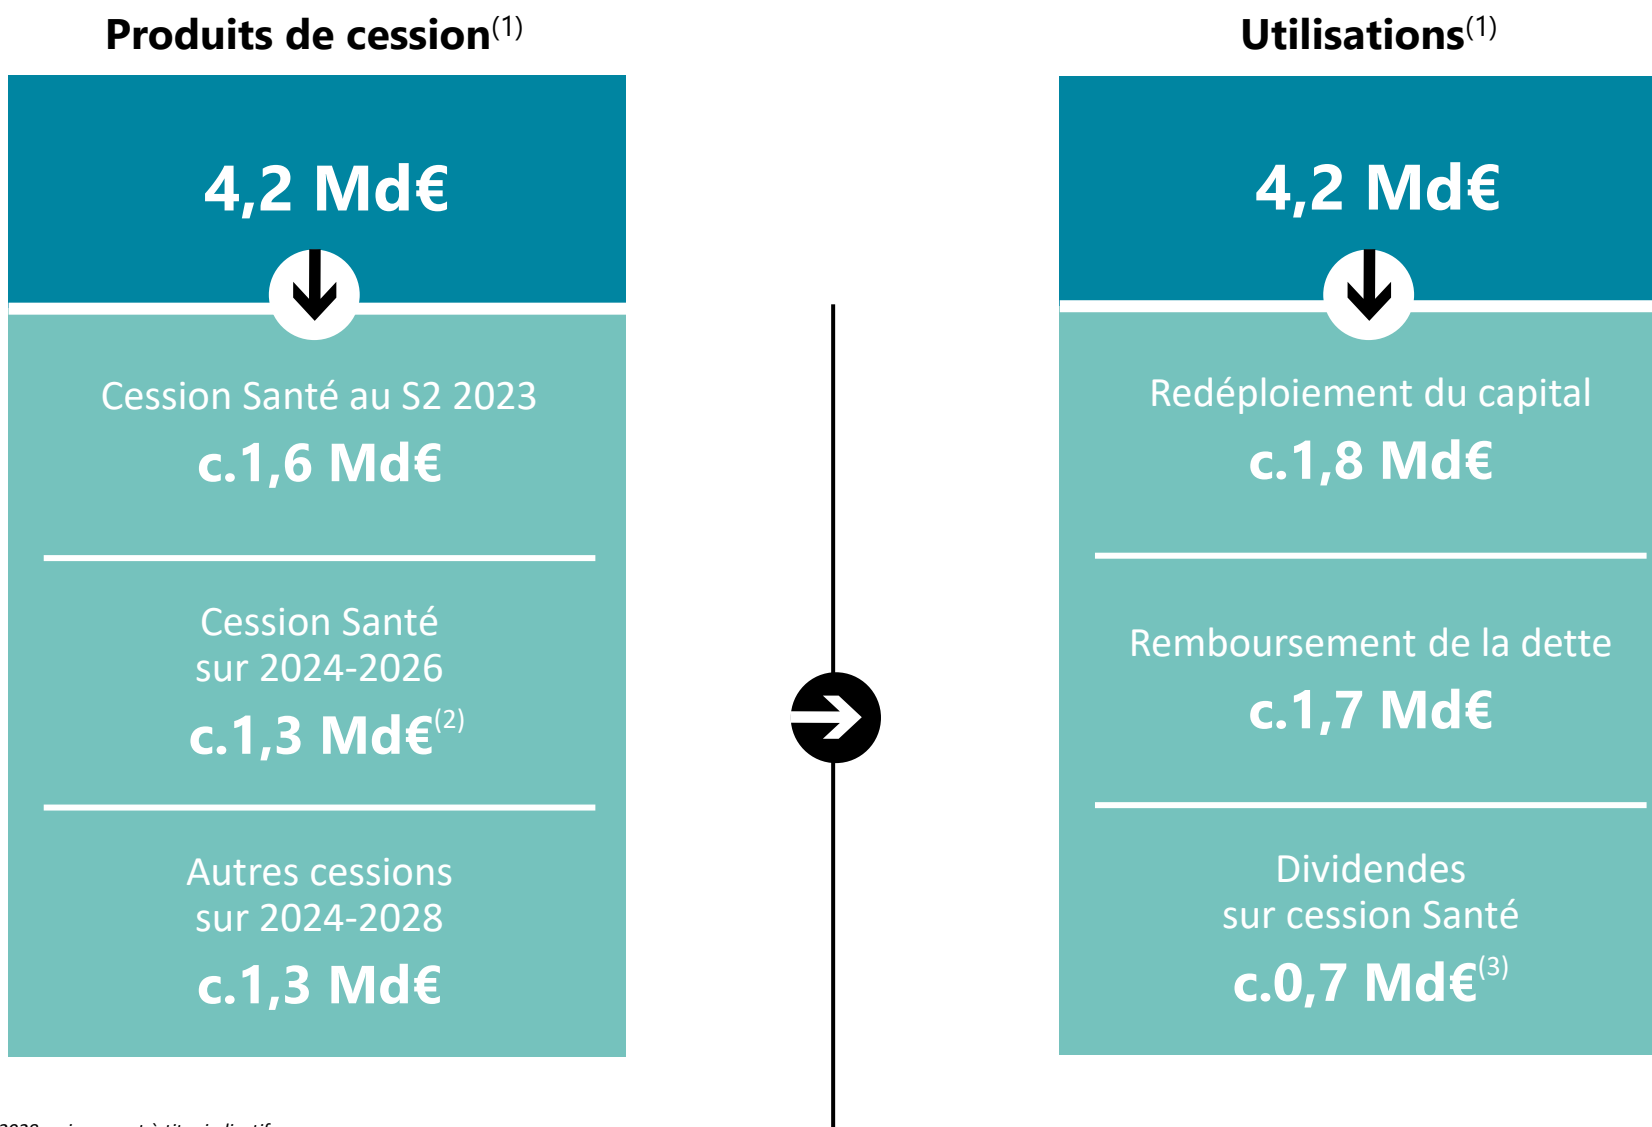 Produits de cession(1)
4,2 Md€
Cession Santé au S2 2023
c.1,6 Md€
Cession Santé
sur 2024-2026
c.1,3 Md€(2)
Autres cessions
sur 2024-2028
c.1,3 Md€
Utilisations(1)
4,2 Md€
Redéploiement du capital
c.1,8 Md€
Remboursement de la dette
c.1,7 Md€
Dividendes
sur cession Santé
c.0,7 Md€(3)